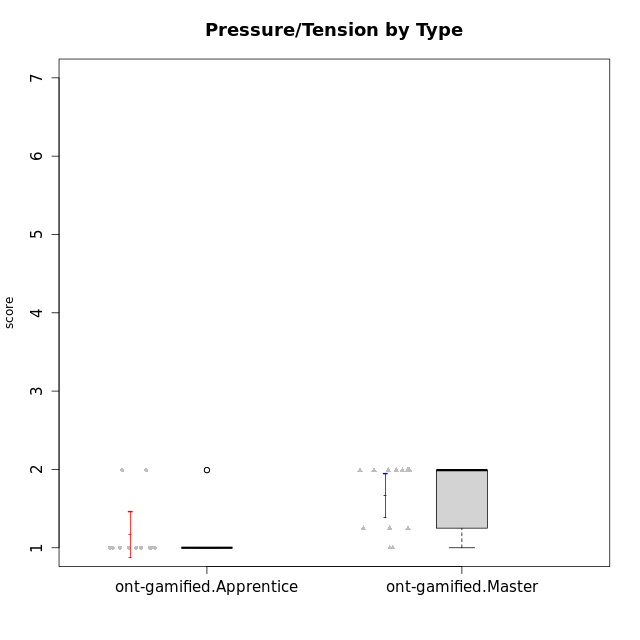 Pressure/Tension by Type
7
6
5
4
3
2
1
score
ont-gamified.Apprentice
ont-gamified.Master